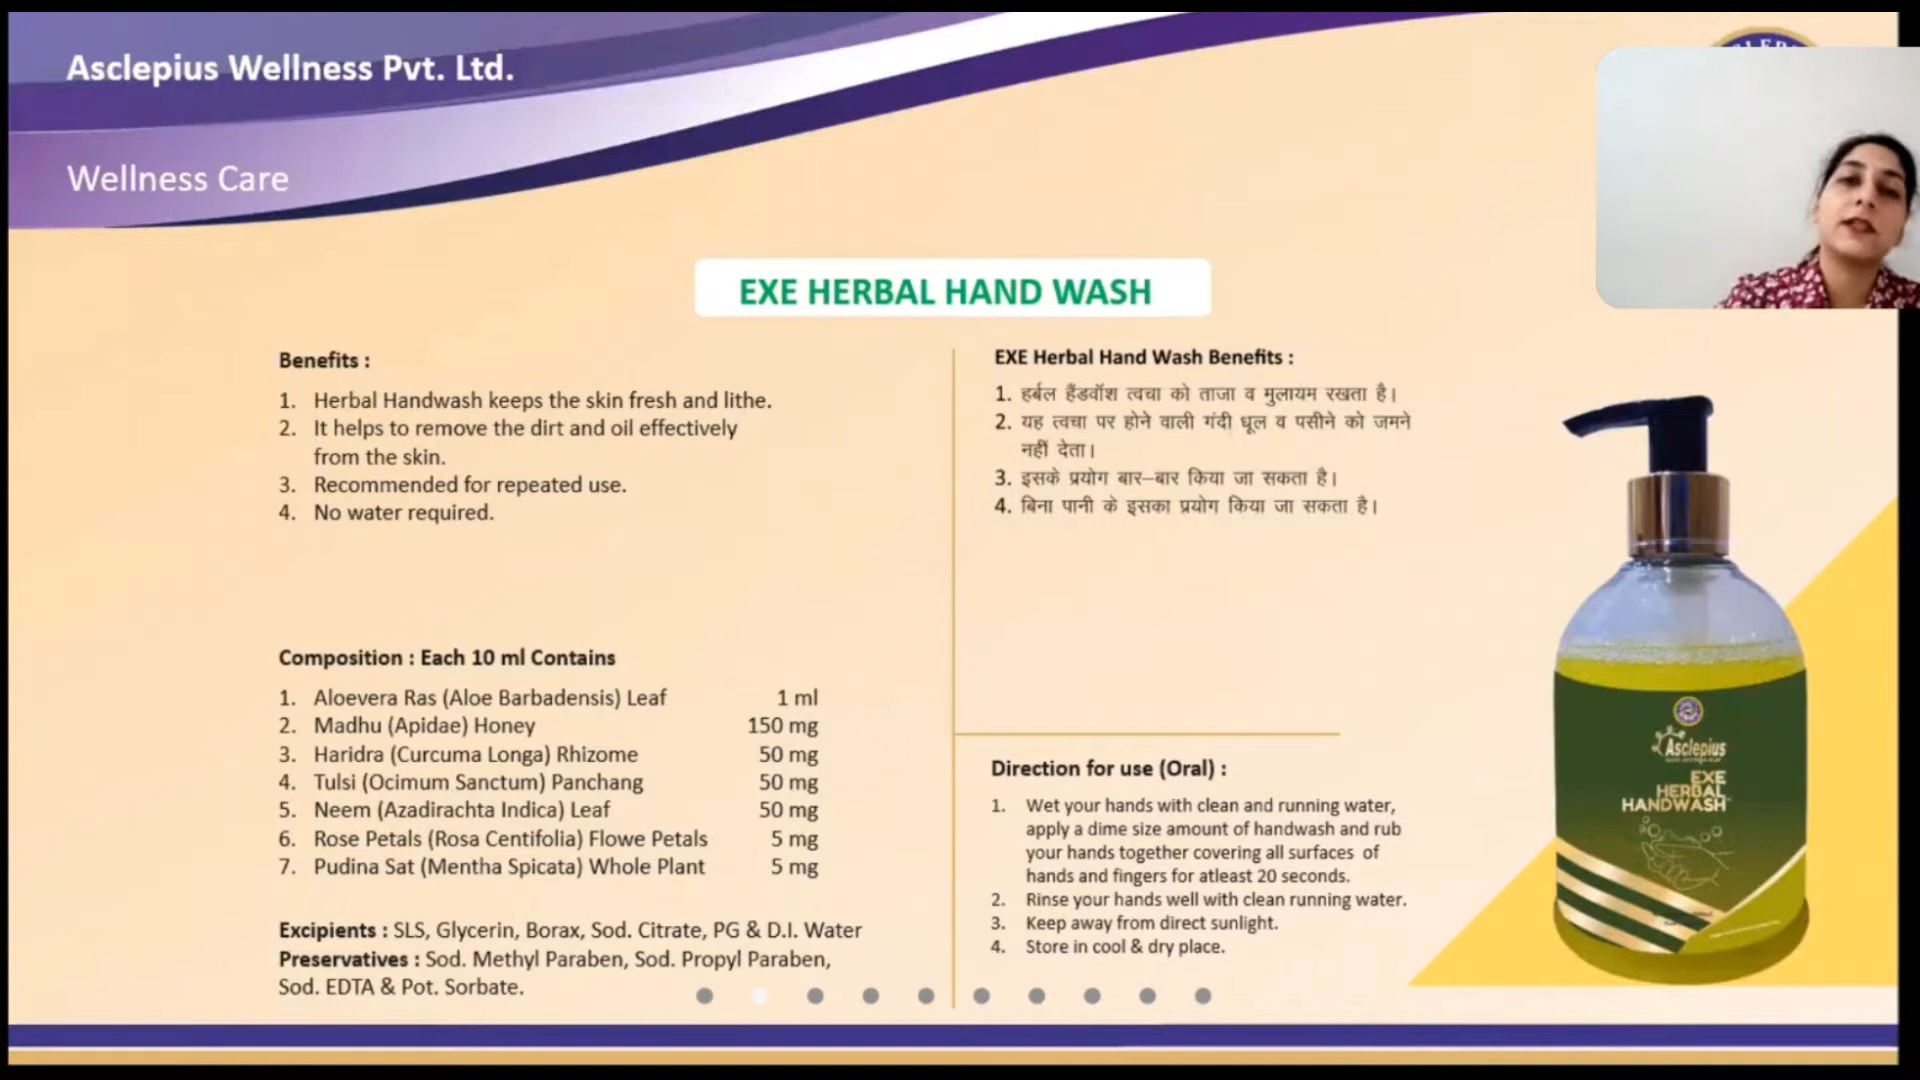 Asclepius Wellness Pvt. Ltd.
Wellness Care
EXE HERBAL HAND WASH
Benefits :
1. Herbal Handwash keeps the skin fresh and lithe.
2. It helps to remove the dirt and oil effectively
from the skin.
3. Recommended for repeated use.
4. No water required.
Composition : Each 10 ml Contains
1. Aloevera Ras (Aloe Barbadensis) Leaf 1 ml
2. Madhu (Apidae) Honey 150 mg
3. Haridra (Curcuma Longa) Rhizome 50 mg
4. Tulsi (Ocimum Sanctum) Panchang 50 mg
5. Neem (Azadirachta Indica) Leaf 50 mg
6. Rose Petals (Rosa Centifolia) Flowe Petals 5 mg
7. Pudina Sat (Mentha Spicata) Whole Plant 5 mg
Excipients : SLS, Glycerin, Borax, Sod. Citrate, PG & D.I. Water
Preservatives : Sod. Methyl Paraben, Sod. Propyl Paraben,
Sod. EDTA & Pot. Sorbate.
EXE Herbal Hand Wash Benefits :
1. हर्बल हैंडवॉश त्वचा को ताजा व मुलायम रखता है।
2. यह त्वचा पर होने वाली गंदी धूल व पसीने को जमने
नहीं देता।
3. इसके प्रयोग बार–बार किया जा सकता है।
4. बिना पानी के इसका प्रयोग किया जा सकता है।
Direction for use (Oral) :
1. Wet your hands with clean and running water,
apply a dime size amount of handwash and rub
your hands together covering all surfaces of
hands and fingers for atleast 20 seconds.
2. Rinse your hands well with clean running water.
3. Keep away from direct sunlight.
4. Store in cool & dry place.
Asclepius
EXE
HERBAL
HANDWASH